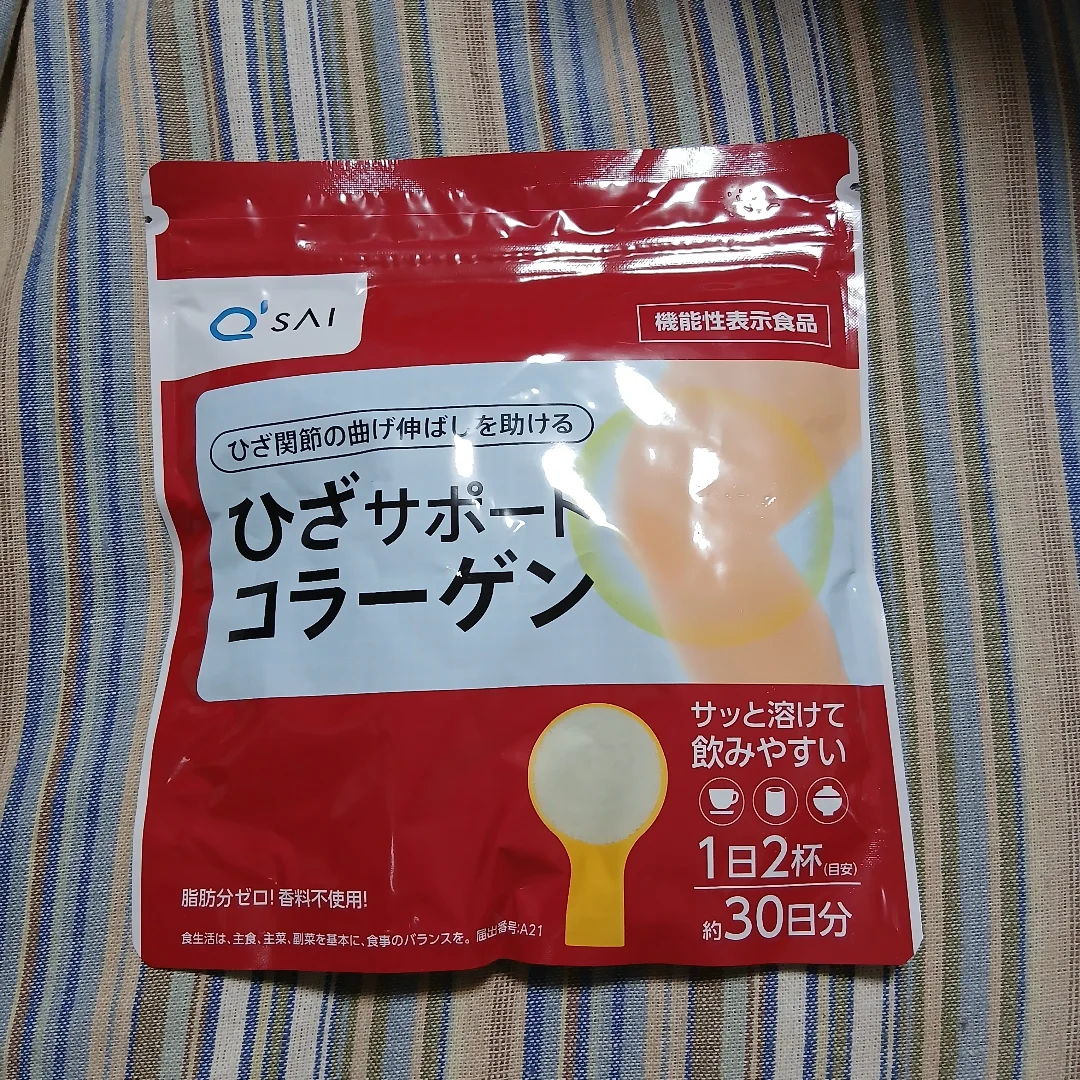 Q'SAI
機能性表示食品
ひざ関節の曲げ伸ばしを助ける
ひざサポート
コラーゲン
サッと溶けて
飲みやすい
1日2杯(目安)
約30日分
脂肪分ゼロ!香料不使用!
食生活は、主食、主菜、副菜を基本に、食事のバランスを。 届出番号:A21